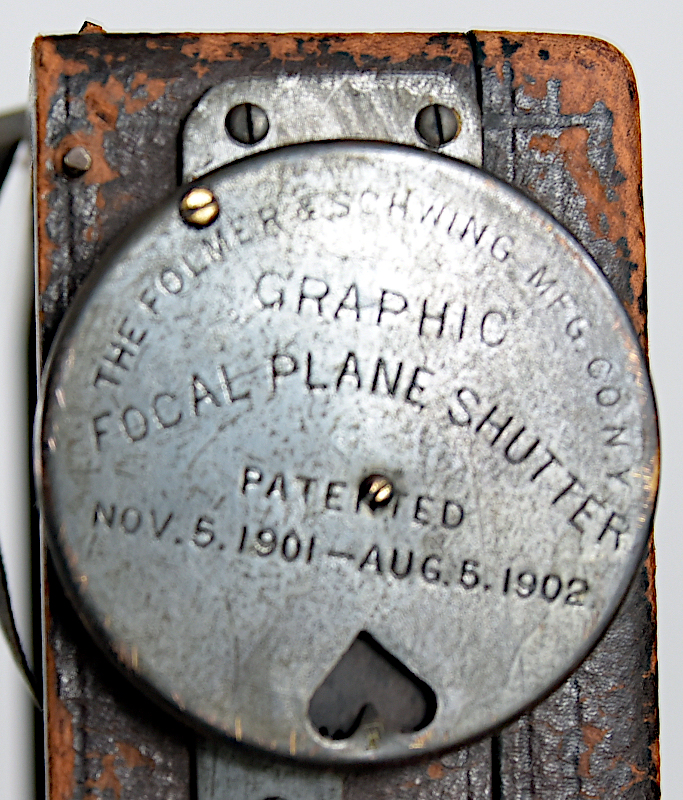 THE FOLMER & SCHWING MFG. CO N.Y.
GRAPHIC
FOCAL PLANE SHUTTER
PATENTED
NOV. 5. 1901 — AUG. 5. 1902.